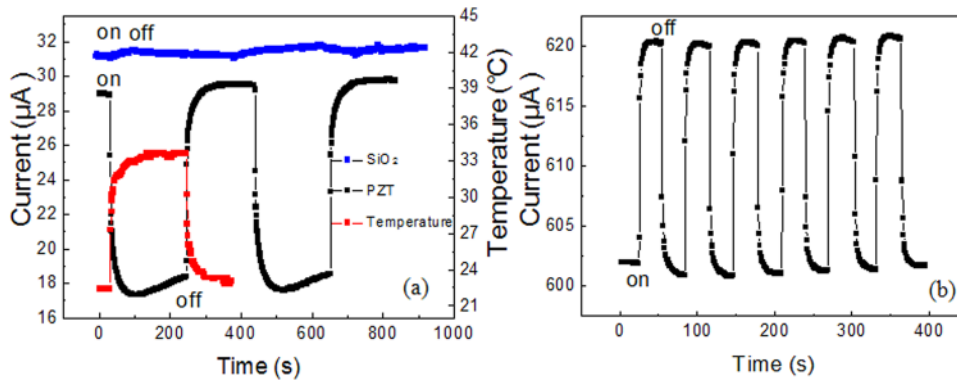 on off
on
off
SiO₂
PZT
Temperature
(a)
Current (μA)
32
30
28
26
24
22
20
18
16
Temperature (°C)
45
42
39
36
33
30
27
24
21
0 200 400 600 800 1000
Time (s)
off
on
(b)
Current (μA)
620
615
610
605
600
0 100 200 300 400
Time (s)